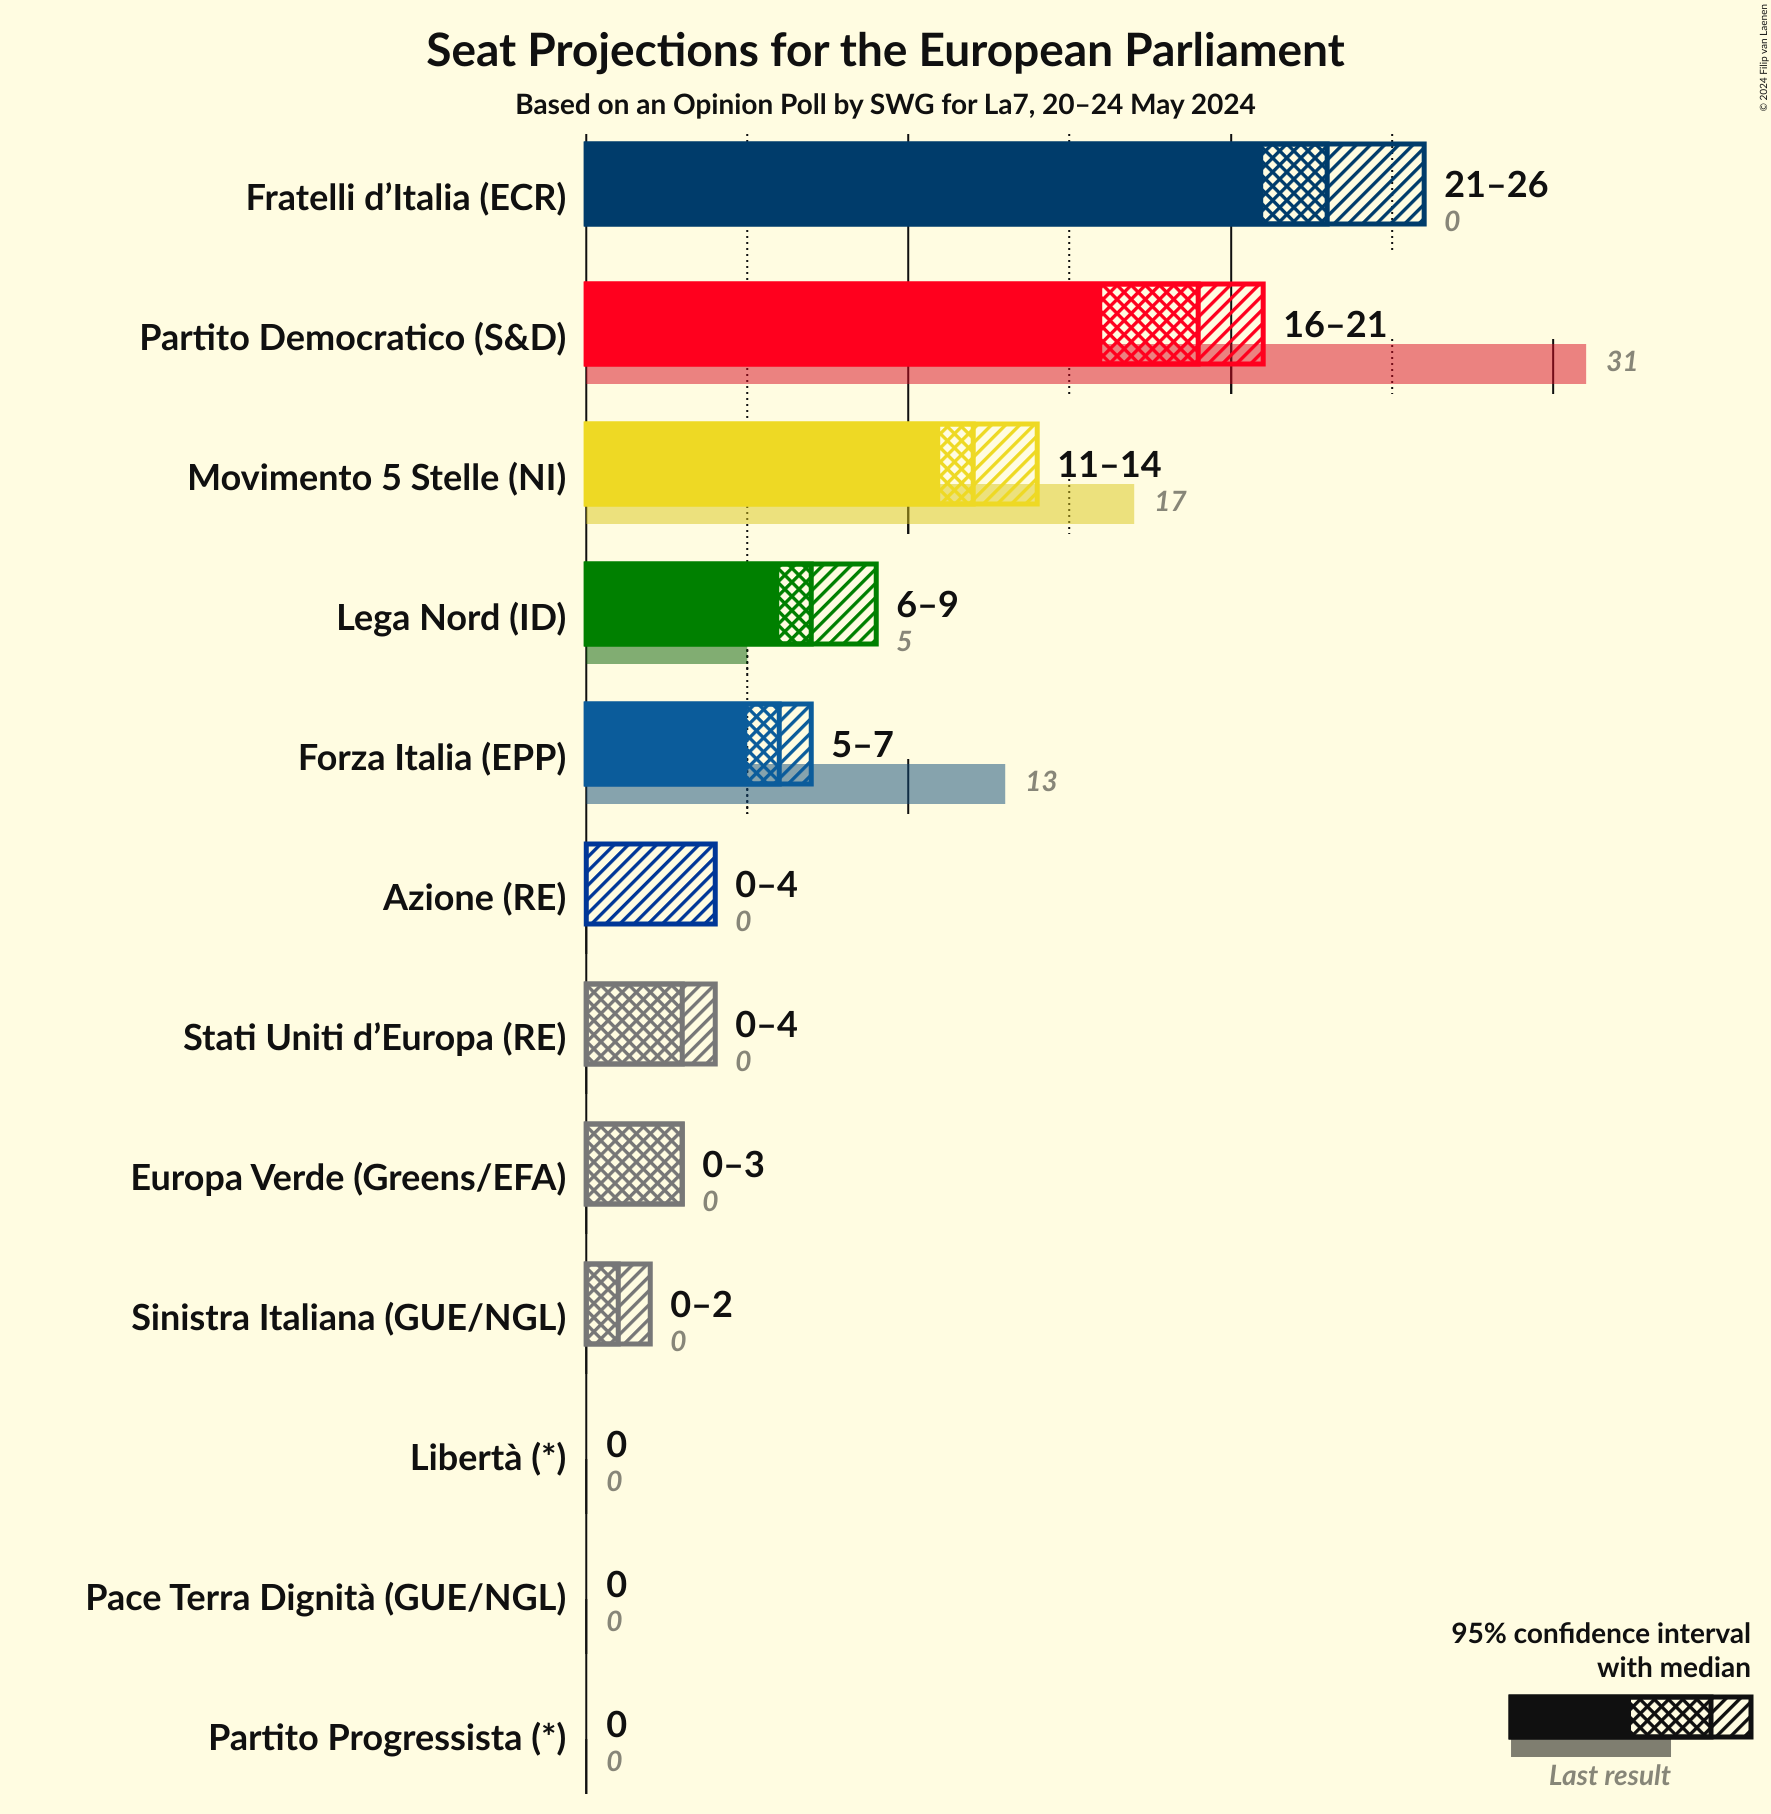 Seat Projections for the European Parliament
Based on an Opinion Poll by SWG for La7, 20–24 May 2024
© 2024 Filip van Laenen
Fratelli d’Italia (ECR)
21–26
0
Partito Democratico (S&D)
16–21
31
Movimento 5 Stelle (NI)
11–14
17
Lega Nord (ID)
6–9
5
Forza Italia (EPP)
5–7
13
Azione (RE)
0–4
0
Stati Uniti d’Europa (RE)
0–4
0
Europa Verde (Greens/EFA)
0–3
0
Sinistra Italiana (GUE/NGL)
0–2
0
Libertà (*)
0
0
Pace Terra Dignità (GUE/NGL)
0
0
Partito Progressista (*)
0
0
95% confidence interval
with median
Last result